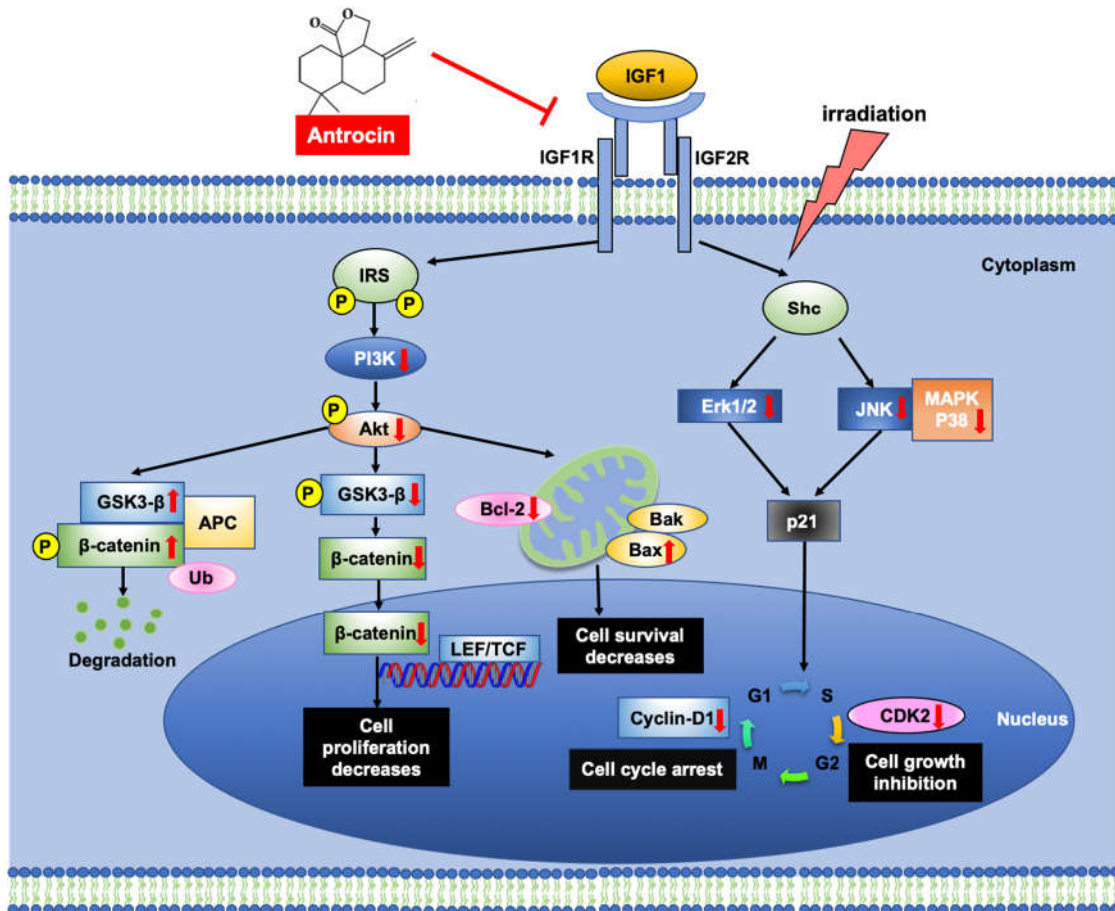 O
O
IGF1
Antrocin
irradiation
IGF1R
IGF2R
Cytoplasm
IRS
P
P
Shc
PI3K
Erk1/2
JNK
MAPK
P38
P
Akt
GSK3-β
APC
P
β-catenin
Ub
Degradation
P
GSK3-β
β-catenin
β-catenin
LEF/TCF
Cell
proliferation
decreases
Bcl-2
Bak
Bax
Cell survival
decreases
p21
G1
S
G2
M
Cyclin-D1
CDK2
Nucleus
Cell cycle arrest
Cell growth
inhibition